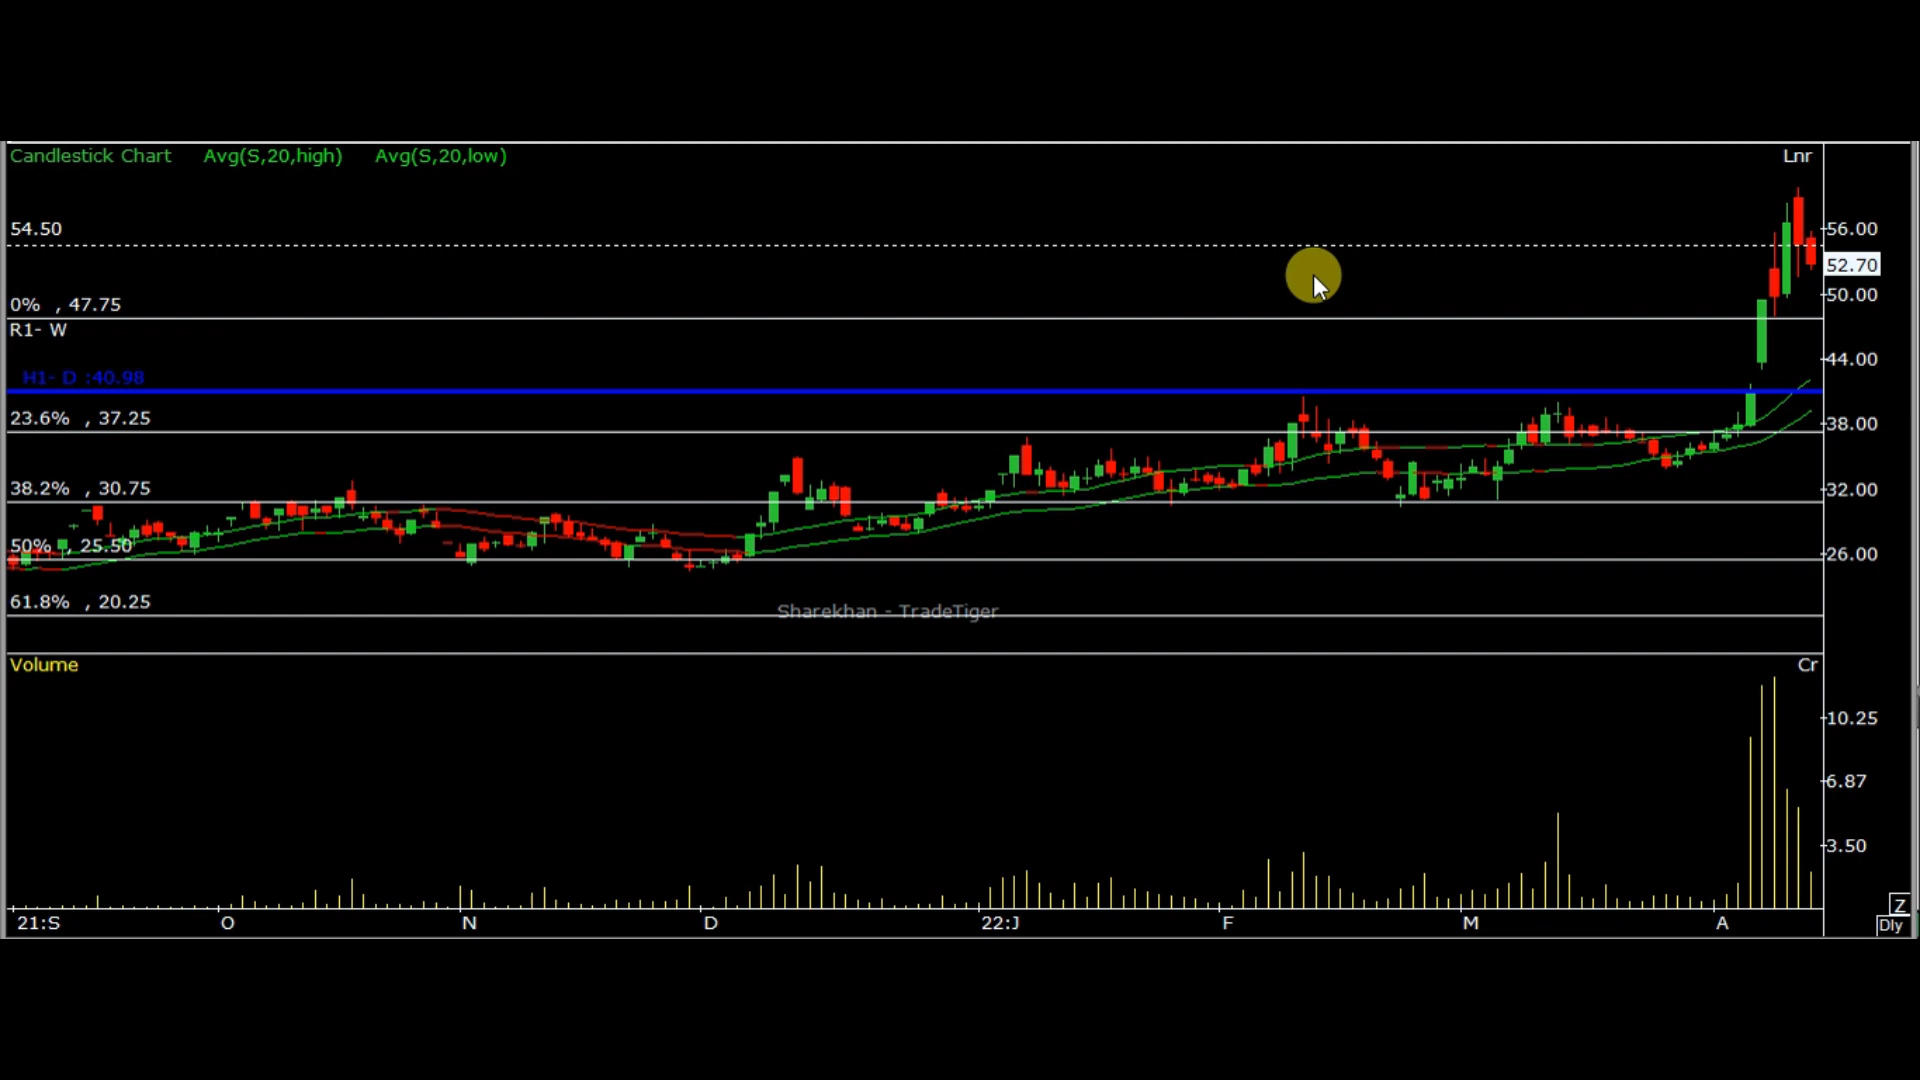 Candlestick Chart Avg(S,20,high) Avg(S,20,low) Lnr
54.50
56.00
52.70
50.00
0% , 47.75
R1- W
44.00
H1- D :40.98
23.6% , 37.25
38.00
38.2% , 30.75
32.00
50% , 25.50
26.00
61.8% , 20.25
Sharekhan - TradeTiger
Volume Cr
10.25
6.87
3.50
Z
21:S O N D 22:J F M A Dly